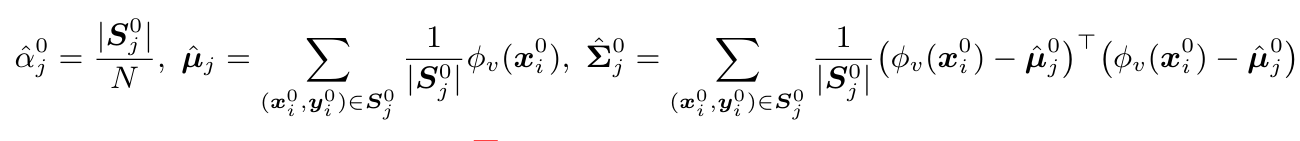 $\hat{\alpha}_j^0 = \frac{|\boldsymbol{S}_j^0|}{N},\ \hat{\boldsymbol{\mu}}_j = \sum_{(\boldsymbol{x}_i^0, \boldsymbol{y}_i^0) \in \boldsymbol{S}_j^0} \frac{1}{|\boldsymbol{S}_j^0|} \phi_v(\boldsymbol{x}_i^0),\ \hat{\boldsymbol{\Sigma}}_j^0 = \sum_{(\boldsymbol{x}_i^0, \boldsymbol{y}_i^0) \in \boldsymbol{S}_j^0} \frac{1}{|\boldsymbol{S}_j^0|} \big(\phi_v(\boldsymbol{x}_i^0) - \hat{\boldsymbol{\mu}}_j^0\big)^\top \big(\phi_v(\boldsymbol{x}_i^0) - \hat{\boldsymbol{\mu}}_j^0\big)$